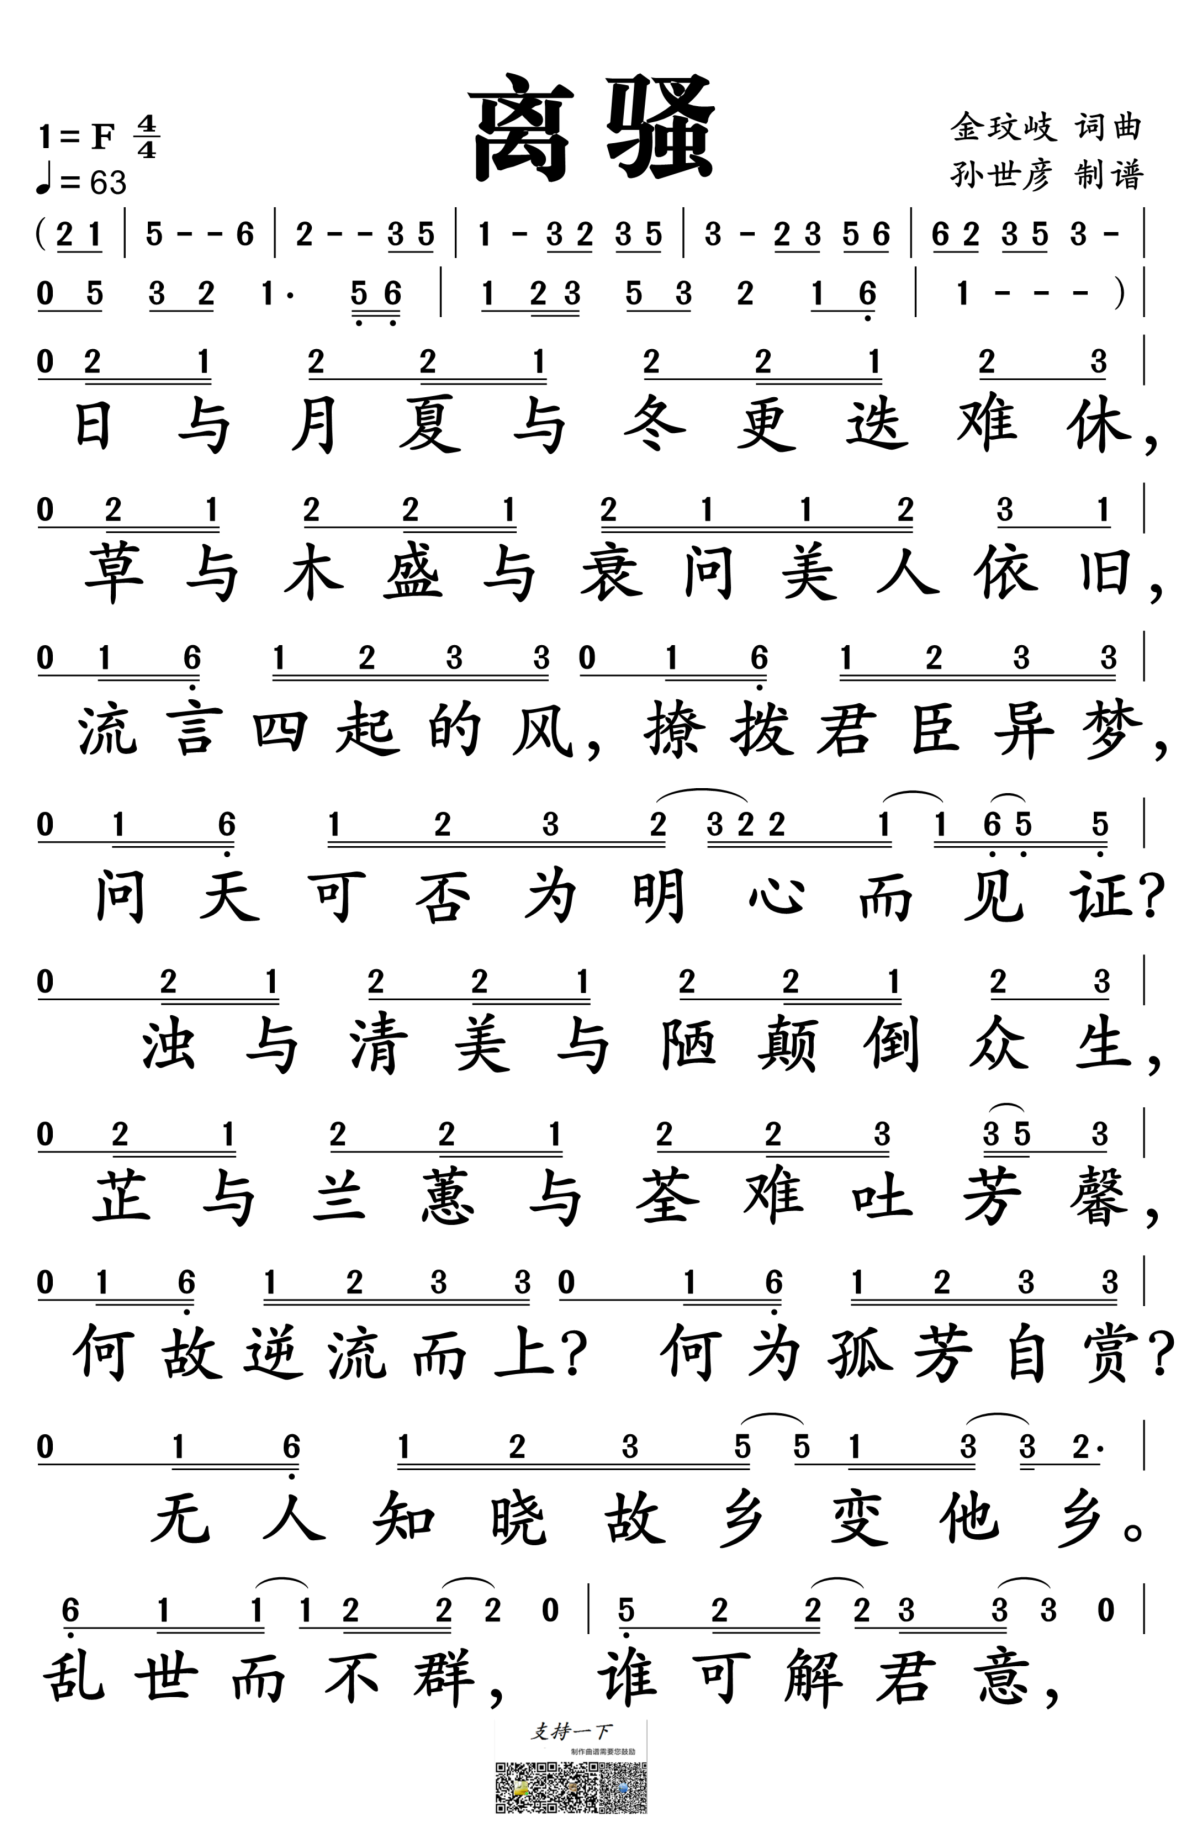 离骚
1=F 4/4
♩=63
金玟岐 词曲
孙世彦 制谱
(2 1 | 5 - - 6 | 2 - - 3 5 | 1 - 3 2 3 5 | 3 - 2 3 5 6 | 6 2 3 5 3 - |
0 5 3 2 1· 5 6 | 1 2 3 5 3 2 1 6 | 1 - - - ) |
0 2 1 2 2 1 2 2 1 2 3 |
日与月夏与冬更迭难休,
0 2 1 2 2 1 2 1 1 2 3 1 |
草与木盛与衰问美人依旧,
0 1 6 1 2 3 3 0 1 6 1 2 3 3 |
流言四起的风,撩拨君臣异梦,
0 1 6 1 2 3 2 3 2 2 1 1 6 5 5 |
问天可否为明心而见证?
0 2 1 2 2 1 2 2 1 2 3 |
浊与清美与陋颠倒众生,
0 2 1 2 2 1 2 2 3 3 5 3 |
芷与兰蕙与荃难吐芳馨,
0 1 6 1 2 3 3 0 1 6 1 2 3 3 |
何故逆流而上? 何为孤芳自赏?
0 1 6 1 2 3 5 5 1 3 3 2·
无人知晓故乡变他乡。
6 1 1 1 2 2 2 0 | 5 2 2 2 3 3 3 0 |
乱世而不群, 谁可解君意,
支持一下
制作曲谱需要您鼓励